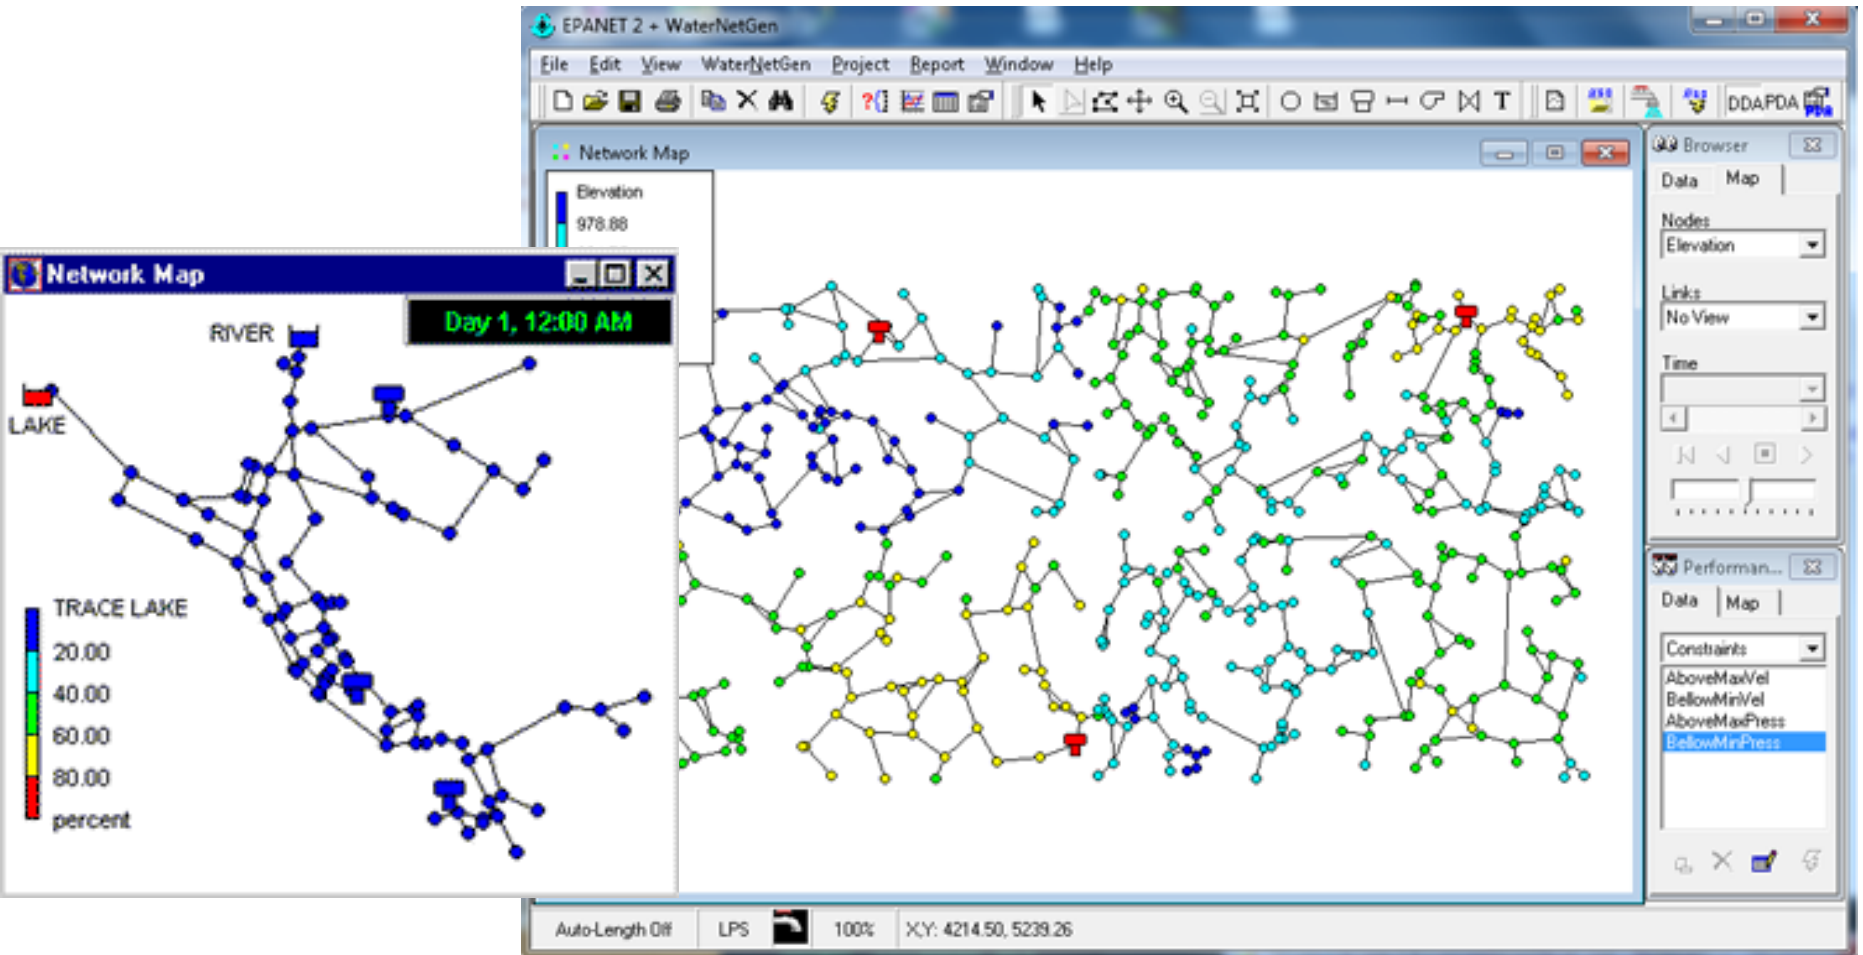 EPANET 2 + WaterNetGen
File Edit View WaterNetGen Project Report Window Help
DDA PDA
PDA
Network Map
Elevation
978.88
Browser
Data Map
Nodes
Elevation
Links
No View
Time
Performan...
Data Map
Constraints
AboveMaxVel
BellowMinVel
AboveMaxPress
BellowMinPress
Auto-Length Off LPS 100% X,Y: 4214.50, 5239.26
Network Map
Day 1, 12:00 AM
RIVER
LAKE
TRACE LAKE
20.00
40.00
60.00
80.00
percent